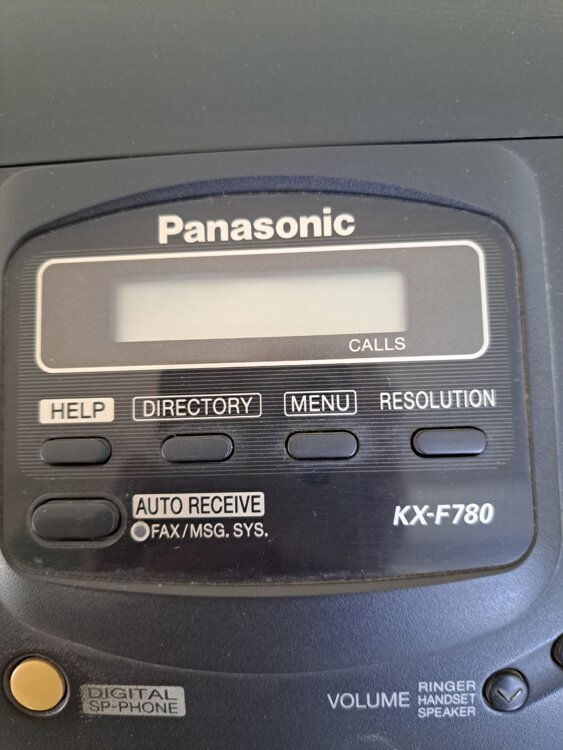 Panasonic
CALLS
HELP DIRECTORY MENU RESOLUTION
AUTO RECEIVE
FAX/MSG. SYS.
KX-F780
DIGITAL
SP-PHONE
VOLUME
RINGER
HANDSET
SPEAKER